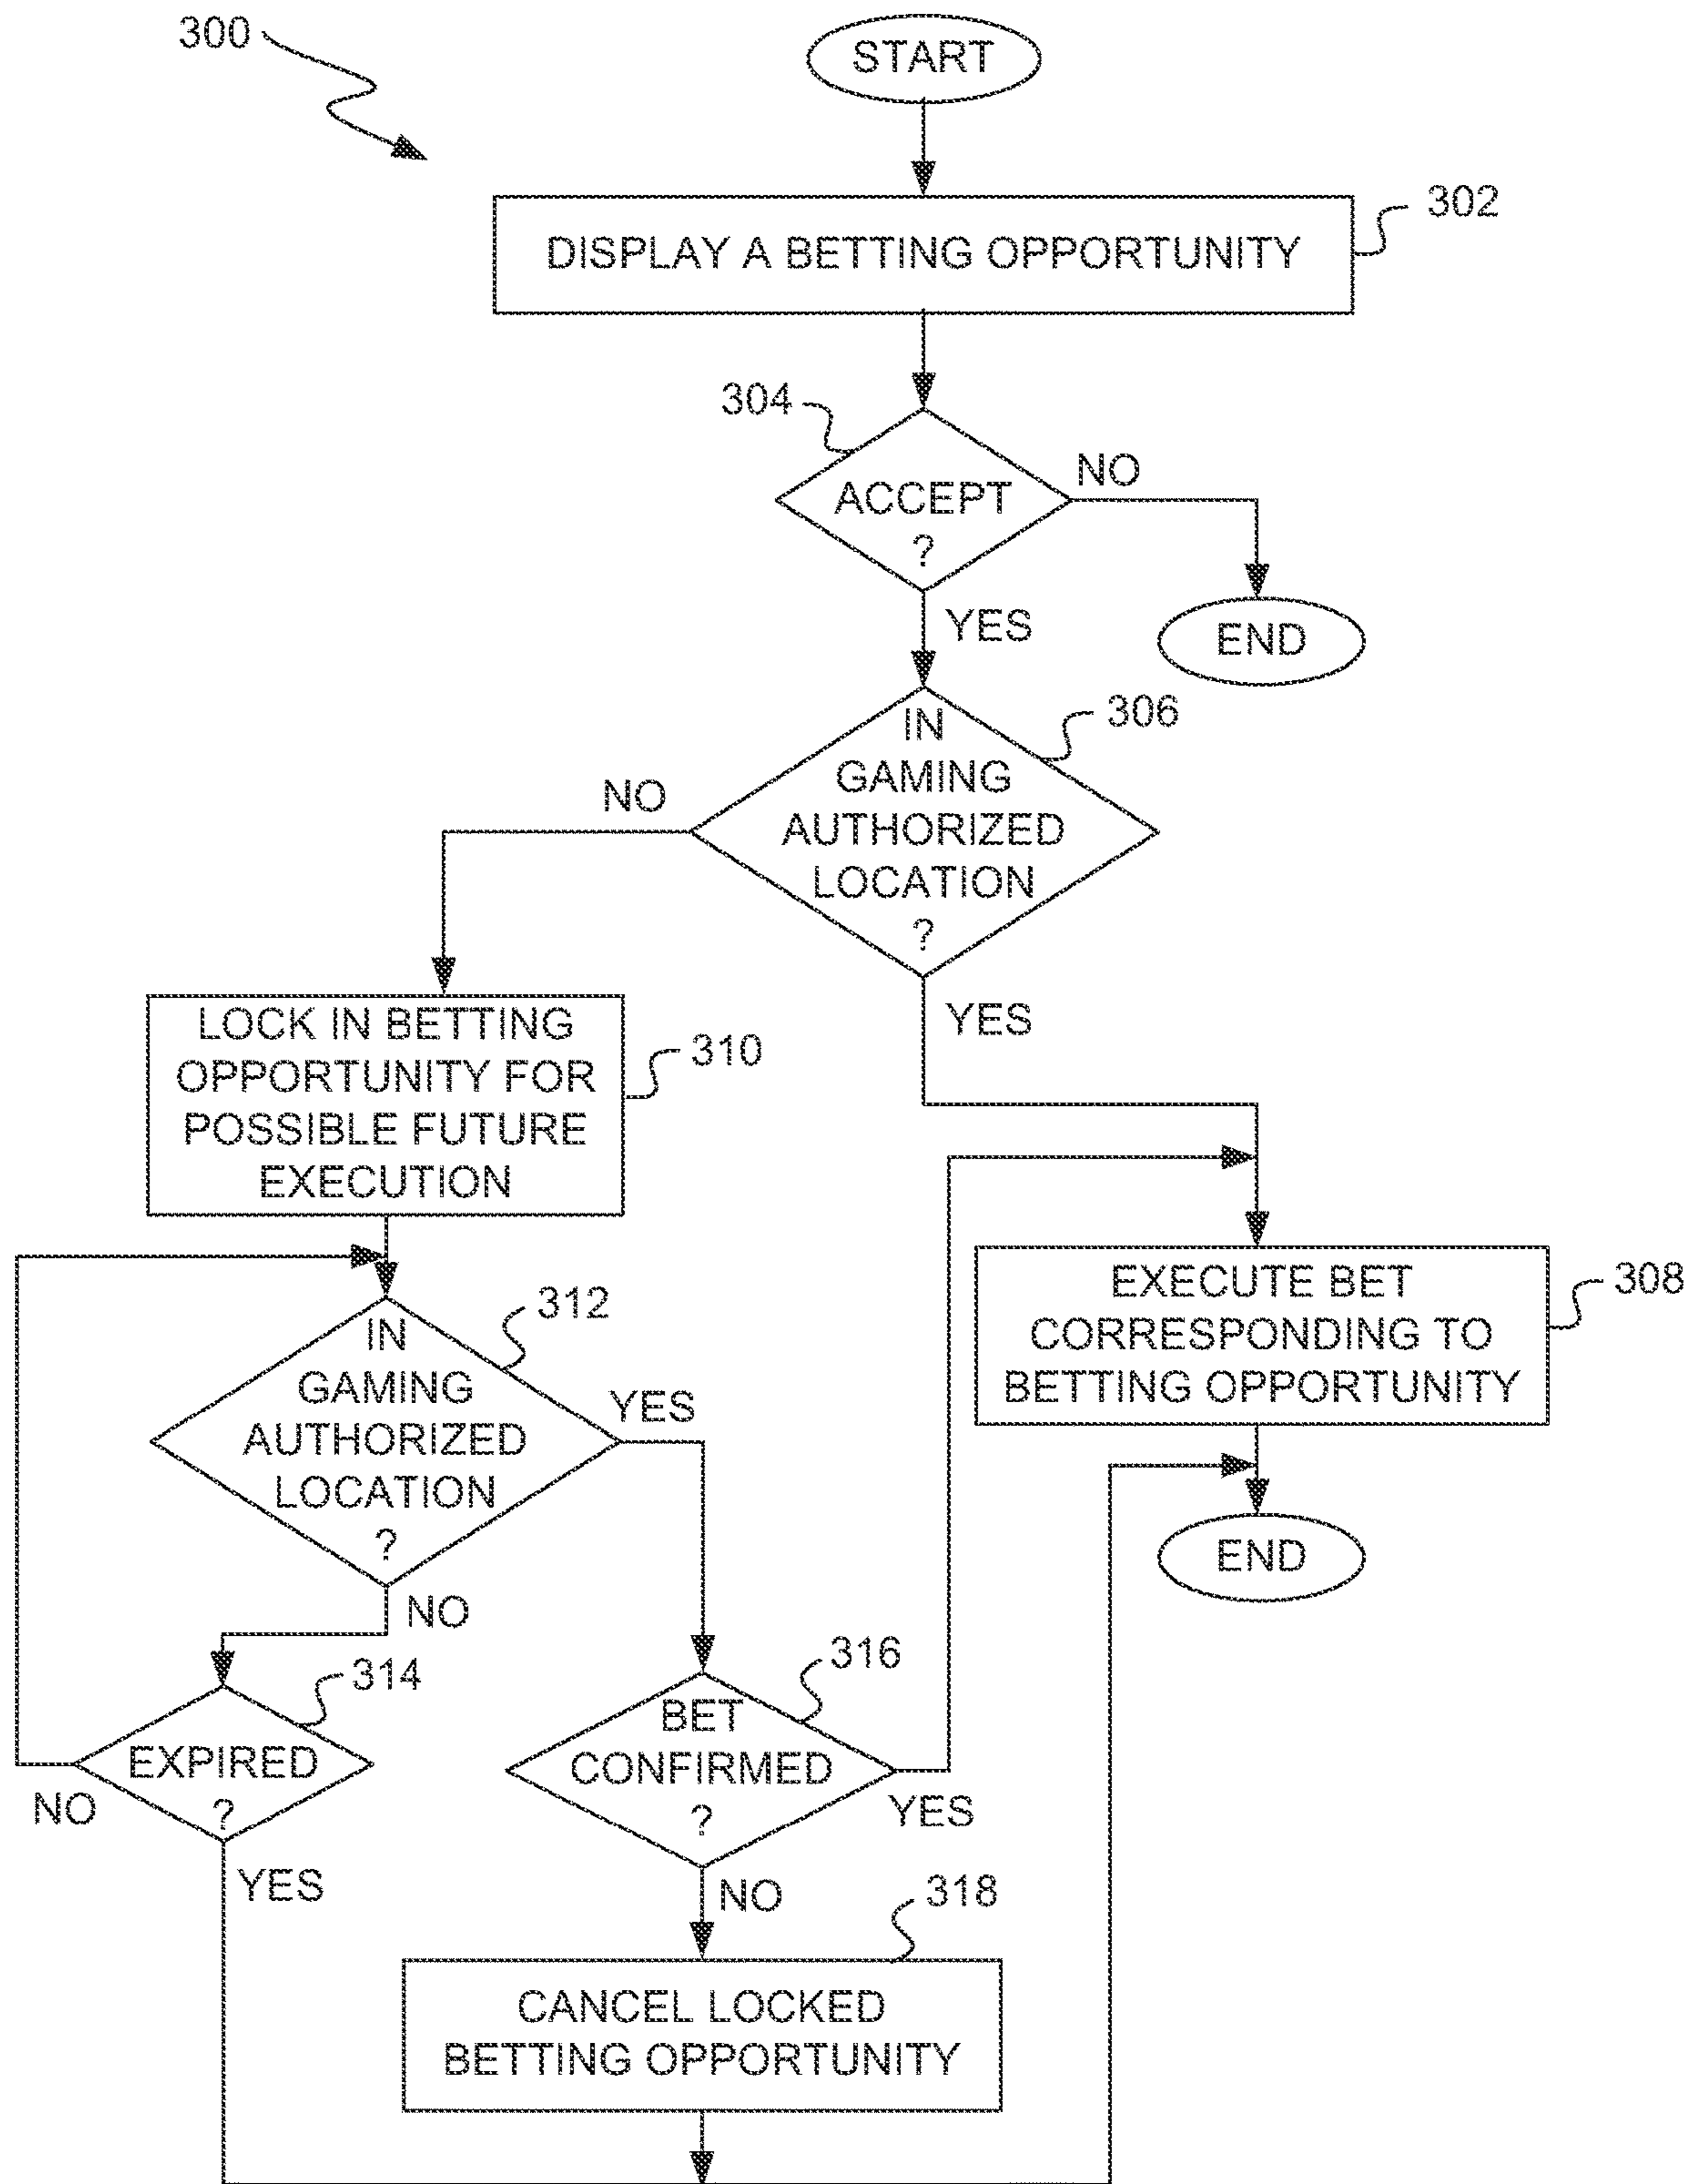 300
START
302
DISPLAY A BETTING OPPORTUNITY
304
ACCEPT
?
NO
YES
END
306
IN
GAMING
AUTHORIZED
LOCATION
?
NO
YES
LOCK IN BETTING
OPPORTUNITY FOR
POSSIBLE FUTURE
EXECUTION
310
EXECUTE BET
CORRESPONDING TO
BETTING OPPORTUNITY
308
END
312
IN
GAMING
AUTHORIZED
LOCATION
?
YES
NO
314
EXPIRED
?
NO
YES
316
BET
CONFIRMED
?
YES
NO
318
CANCEL LOCKED
BETTING OPPORTUNITY